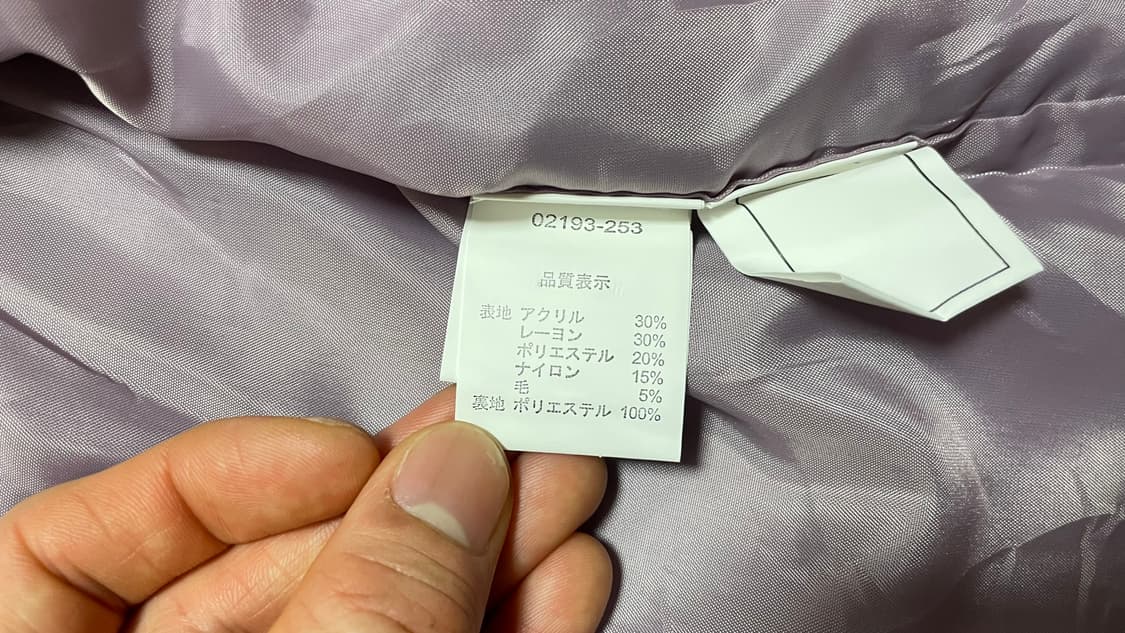 02193-253
品質表示
表地 アクリル 30%
レーヨン 30%
ポリエステル 20%
ナイロン 15%
毛 5%
裏地 ポリエステル 100%